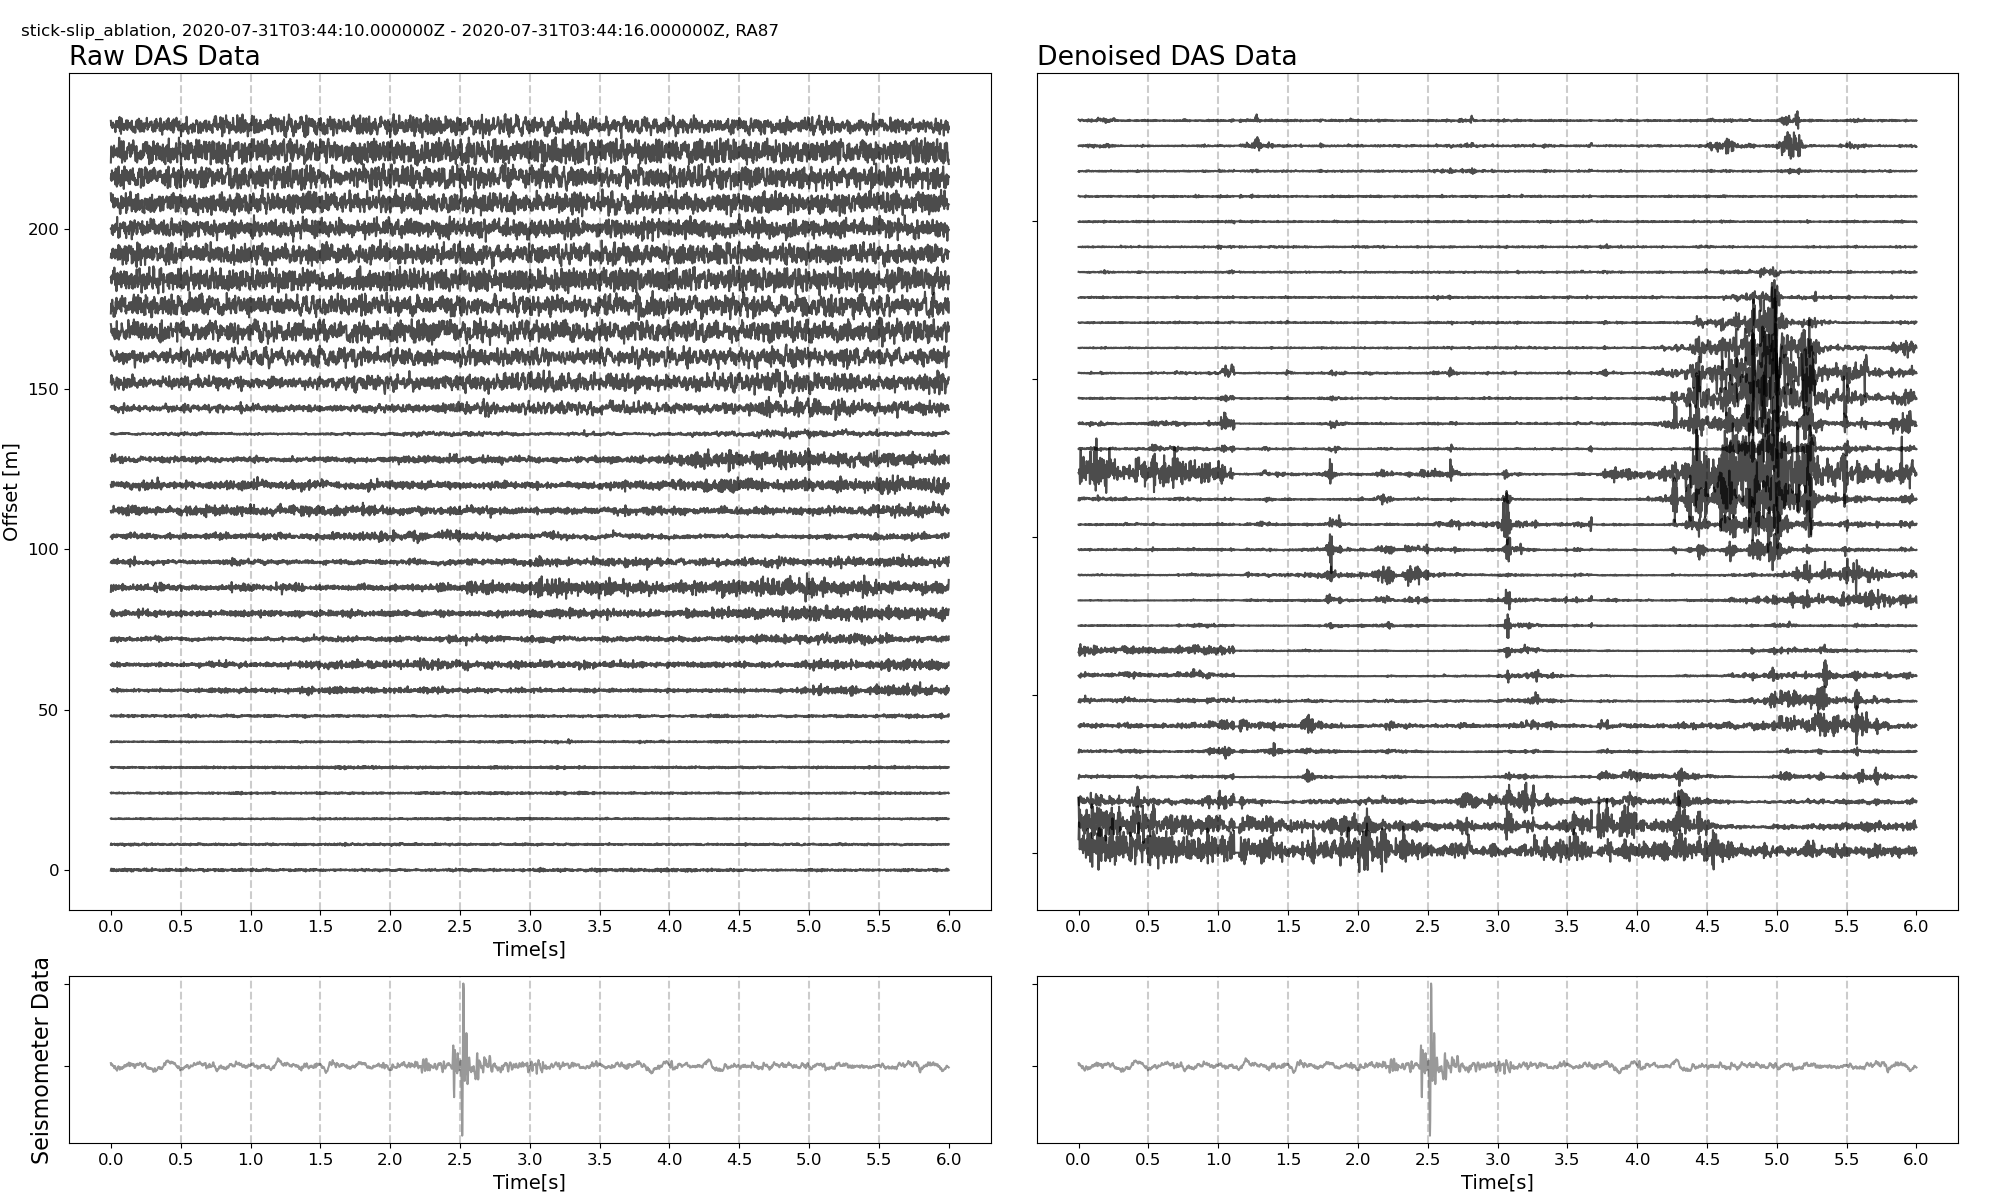 stick-slip_ablation, 2020-07-31T03:44:10.000000Z - 2020-07-31T03:44:16.000000Z, RA87
Raw DAS Data
Denoised DAS Data
Offset [m]
200
150
100
50
0
0.0 0.5 1.0 1.5 2.0 2.5 3.0 3.5 4.0 4.5 5.0 5.5 6.0
Time[s]
0.0 0.5 1.0 1.5 2.0 2.5 3.0 3.5 4.0 4.5 5.0 5.5 6.0
Seismometer Data
0.0 0.5 1.0 1.5 2.0 2.5 3.0 3.5 4.0 4.5 5.0 5.5 6.0
Time[s]
0.0 0.5 1.0 1.5 2.0 2.5 3.0 3.5 4.0 4.5 5.0 5.5 6.0
Time[s]